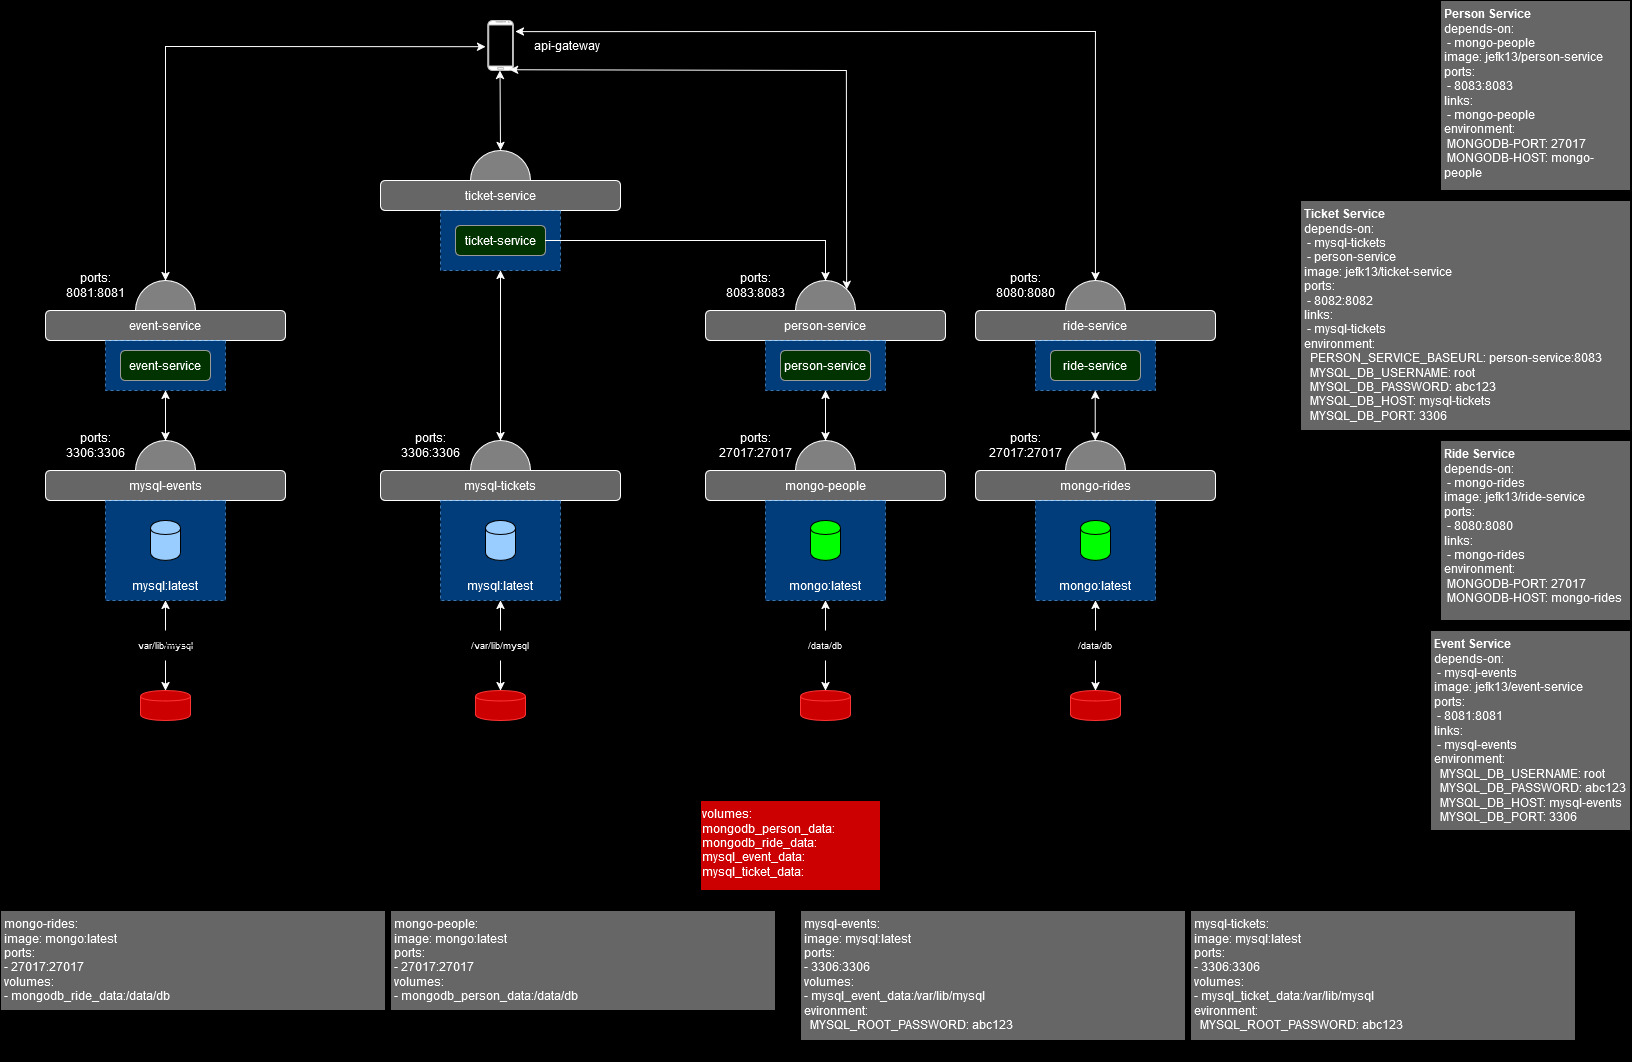 api-gateway
ticket-service
ticket-service
ports:
8081:8081
event-service
event-service
ports:
8083:8083
person-service
person-service
ports:
8080:8080
ride-service
ride-service
ports:
3306:3306
mysql-events
mysql:latest
var/lib/mysql
ports:
3306:3306
mysql-tickets
mysql:latest
/var/lib/mysql
ports:
27017:27017
mongo-people
mongo:latest
/data/db
ports:
27017:27017
mongo-rides
mongo:latest
/data/db
Person Service
depends-on:
- mongo-people
image: jefk13/person-service
ports:
- 8083:8083
links:
- mongo-people
environment:
MONGODB-PORT: 27017
MONGODB-HOST: mongo-
people
Ticket Service
depends-on:
- mysql-tickets
- person-service
image: jefk13/ticket-service
ports:
- 8082:8082
links:
- mysql-tickets
environment:
PERSON_SERVICE_BASEURL: person-service:8083
MYSQL_DB_USERNAME: root
MYSQL_DB_PASSWORD: abc123
MYSQL_DB_HOST: mysql-tickets
MYSQL_DB_PORT: 3306
Ride Service
depends-on:
- mongo-rides
image: jefk13/ride-service
ports:
- 8080:8080
links:
- mongo-rides
environment:
MONGODB-PORT: 27017
MONGODB-HOST: mongo-rides
Event Service
depends-on:
- mysql-events
image: jefk13/event-service
ports:
- 8081:8081
links:
- mysql-events
environment:
MYSQL_DB_USERNAME: root
MYSQL_DB_PASSWORD: abc123
MYSQL_DB_HOST: mysql-events
MYSQL_DB_PORT: 3306
volumes:
mongodb_person_data:
mongodb_ride_data:
mysql_event_data:
mysql_ticket_data:
mongo-rides:
image: mongo:latest
ports:
- 27017:27017
volumes:
- mongodb_ride_data:/data/db
mongo-people:
image: mongo:latest
ports:
- 27017:27017
volumes:
- mongodb_person_data:/data/db
mysql-events:
image: mysql:latest
ports:
- 3306:3306
volumes:
- mysql_event_data:/var/lib/mysql
evironment:
MYSQL_ROOT_PASSWORD: abc123
mysql-tickets:
image: mysql:latest
ports:
- 3306:3306
volumes:
- mysql_ticket_data:/var/lib/mysql
evironment:
MYSQL_ROOT_PASSWORD: abc123